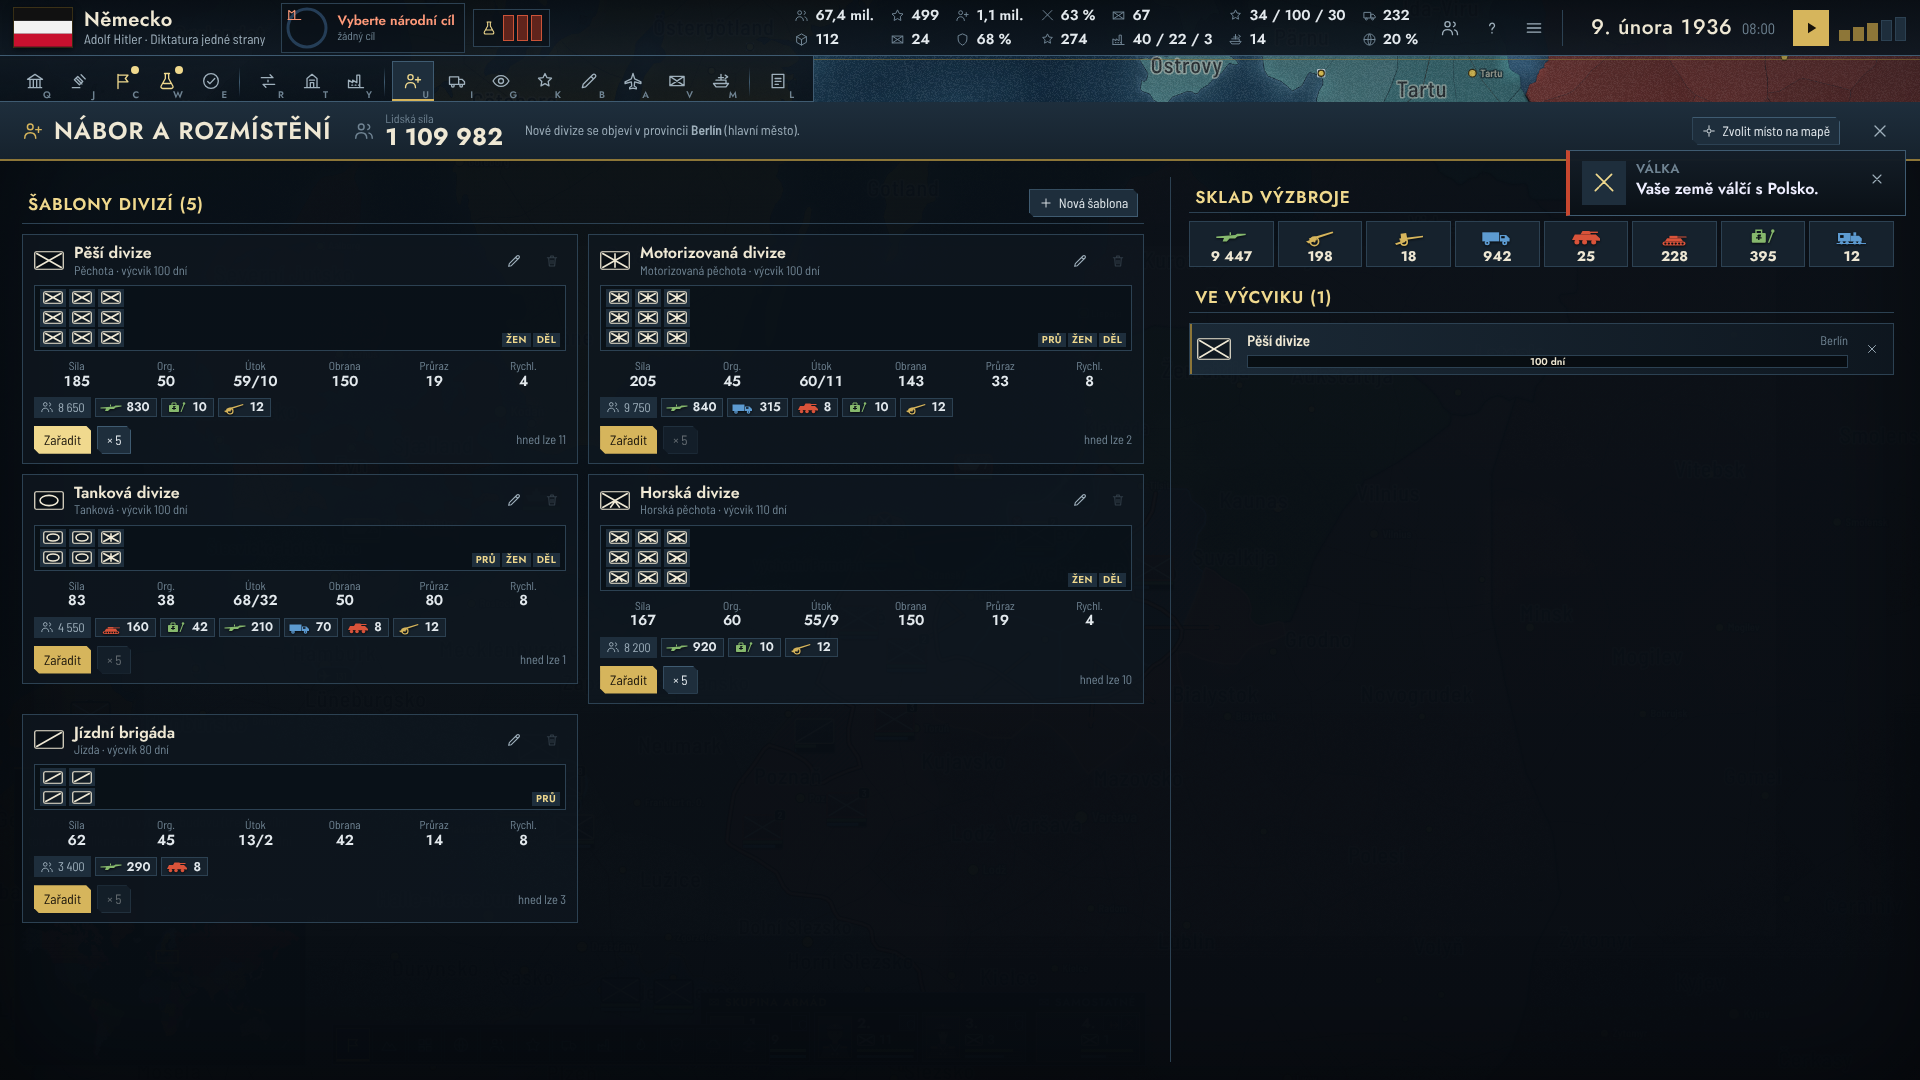 Německo
Adolf Hitler · Diktatura jedné strany
Vyberte národní cíl
žádný cíl
67,4 mil.
499
1,1 mil.
63 %
67
34 / 100 / 30
232
112
24
68 %
274
40 / 22 / 3
14
20 %
?
9. února 1936 08:00
Q J C W E R T Y U I G K B A V M L
Ostrovy
Tartu
Tartu
NÁBOR A ROZMÍSTĚNÍ
Lidská síla
1 109 982
Nové divize se objeví v provincii Berlín (hlavní město).
Zvolit místo na mapě
VÁLKA
Vaše země válčí s Polsko.
ŠABLONY DIVIZÍ (5)
+ Nová šablona
Pěší divize
Pěchota · výcvik 100 dní
ŽEN DĚL
Síla Org. Útok Obrana Průraz Rychl.
185 50 59/10 150 19 4
8 650 830 10 12
Zařadit ×5 hned lze 11
Motorizovaná divize
Motorizovaná pěchota · výcvik 100 dní
PRŮ ŽEN DĚL
Síla Org. Útok Obrana Průraz Rychl.
205 45 60/11 143 33 8
9 750 840 315 8 10 12
Zařadit ×5 hned lze 2
Tanková divize
Tanková · výcvik 100 dní
PRŮ ŽEN DĚL
Síla Org. Útok Obrana Průraz Rychl.
83 38 68/32 50 80 8
4 550 160 42 210 70 8 12
Zařadit ×5 hned lze 1
Horská divize
Horská pěchota · výcvik 110 dní
ŽEN DĚL
Síla Org. Útok Obrana Průraz Rychl.
167 60 55/9 150 19 4
8 200 920 10 12
Zařadit ×5 hned lze 10
Jízdní brigáda
Jízda · výcvik 80 dní
PRŮ
Síla Org. Útok Obrana Průraz Rychl.
62 45 13/2 42 14 8
3 400 290 8
Zařadit ×5 hned lze 3
SKLAD VÝZBROJE
9 447 198 18 942 25 228 395 12
VE VÝCVIKU (1)
Pěší divize Berlín
100 dní